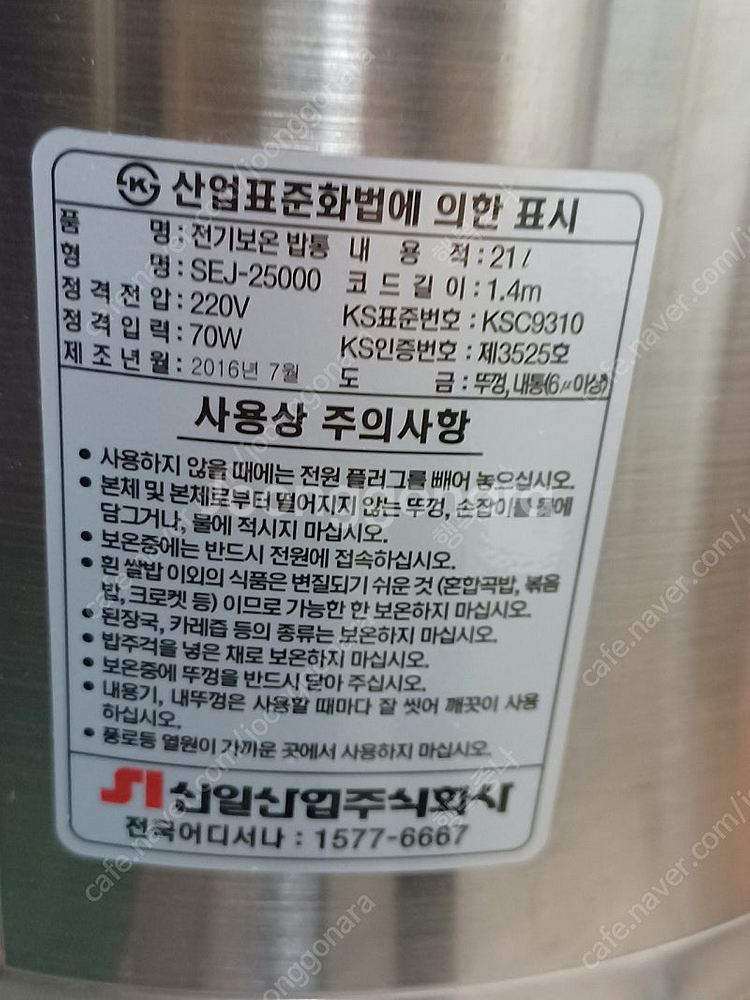 산업표준화법에 의한 표시
품 명 : 전기보온 밥통 내 용 적 : 21ℓ
형 명 : SEJ-25000 코드길이 : 1.4m
정격전압 : 220V KS표준번호 : KSC9310
정격입력 : 70W KS인증번호 : 제3525호
제조년월 : 2016년 7월 도 금 : 뚜껑, 내통(6㎛이상)
사용상 주의사항
• 사용하지 않을 때에는 전원 플러그를 빼어 놓으십시오.
• 본체 및 본체로부터 떨어지지 않는 뚜껑, 손잡이를 물에
담그거나, 물에 적시지 마십시오.
• 보온중에는 반드시 전원에 접속하십시오.
• 흰 쌀밥 이외의 식품은 변질되기 쉬운 것 (혼합곡밥, 볶음
밥, 크로켓 등) 이므로 가능한 한 보온하지 마십시오.
• 된장국, 카레즙 등의 종류는 보온하지 마십시오.
• 밥주걱을 넣은 채로 보온하지 마십시오.
• 보온중에 뚜껑을 반드시 닫아 주십시오.
• 내용기, 내뚜껑은 사용할 때마다 잘 씻어 깨끗이 사용
하십시오.
• 풍로등 열원이 가까운 곳에서 사용하지 마십시오.
SI 신일산업주식회사
전국어디서나 : 1577-6667
cafe.naver.com/joonggonara